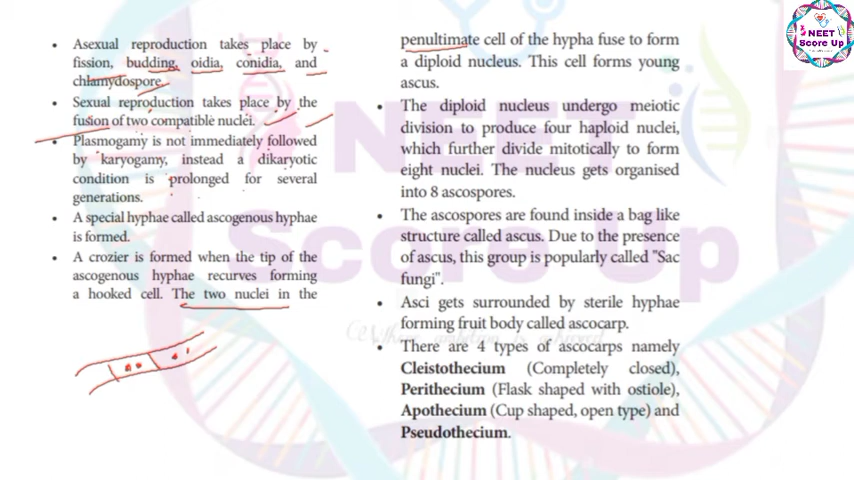 • Asexual reproduction takes place by
fission, budding, oidia, conidia, and
chlamydospore.
• Sexual reproduction takes place by the
fusion of two compatible nuclei.
• Plasmogamy is not immediately followed
by karyogamy, instead a dikaryotic
condition is prolonged for several
generations.
• A special hyphae called ascogenous hyphae
is formed.
• A crozier is formed when the tip of the
ascogenous hyphae recurves forming
a hooked cell. The two nuclei in the
penultimate cell of the hypha fuse to form
a diploid nucleus. This cell forms young
ascus.
• The diploid nucleus undergo meiotic
division to produce four haploid nuclei,
which further divide mitotically to form
eight nuclei. The nucleus gets organised
into 8 ascospores.
• The ascospores are found inside a bag like
structure called ascus. Due to the presence
of ascus, this group is popularly called "Sac
fungi".
• Asci gets surrounded by sterile hyphae
forming fruit body called ascocarp.
• There are 4 types of ascocarps namely
Cleistothecium (Completely closed),
Perithecium (Flask shaped with ostiole),
Apothecium (Cup shaped, open type) and
Pseudothecium.
NEET
Score Up
NEET
Score Up